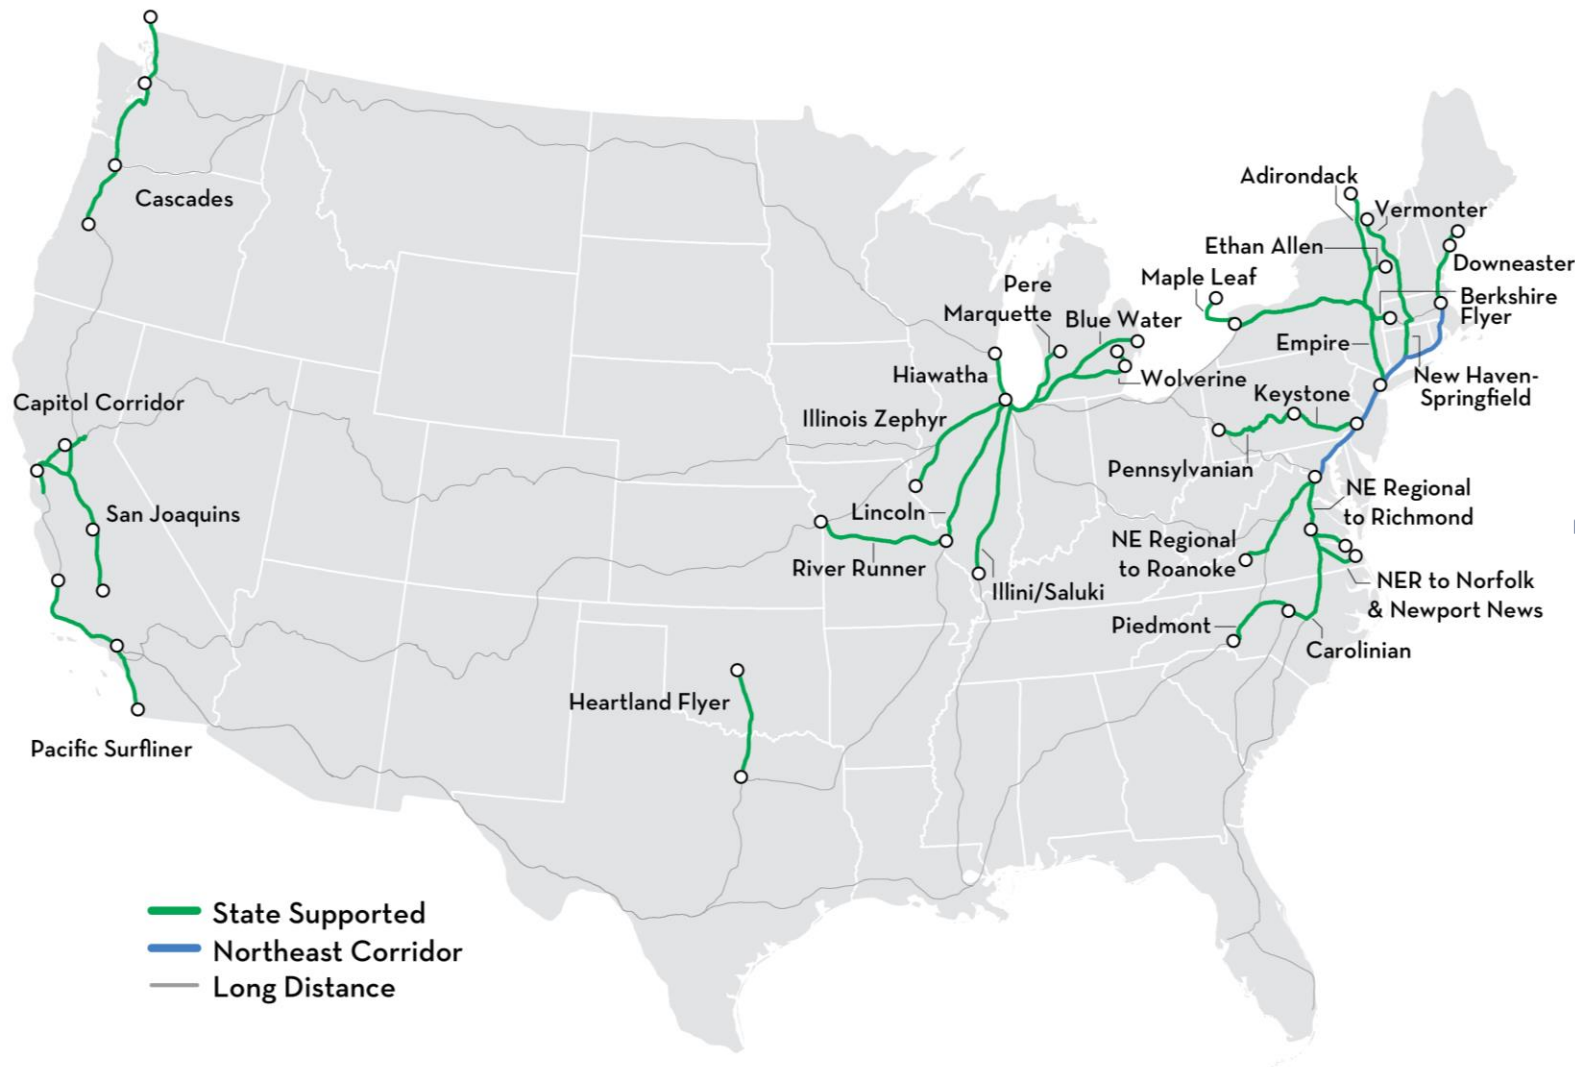 Adirondack
Cascades
Vermonter
Ethan Allen
Downeaster
Maple Leaf
Pere
Marquette
Berkshire
Flyer
Blue Water
Empire
Hiawatha
Wolverine
New Haven-
Springfield
Keystone
Capitol Corridor
Illinois Zephyr
Pennsylvanian
NE Regional
to Richmond
San Joaquins
Lincoln
NE Regional
to Roanoke
River Runner
NER to Norfolk
& Newport News
Illini/Saluki
Piedmont
Carolinian
Heartland Flyer
Pacific Surfliner
State Supported
Northeast Corridor
Long Distance